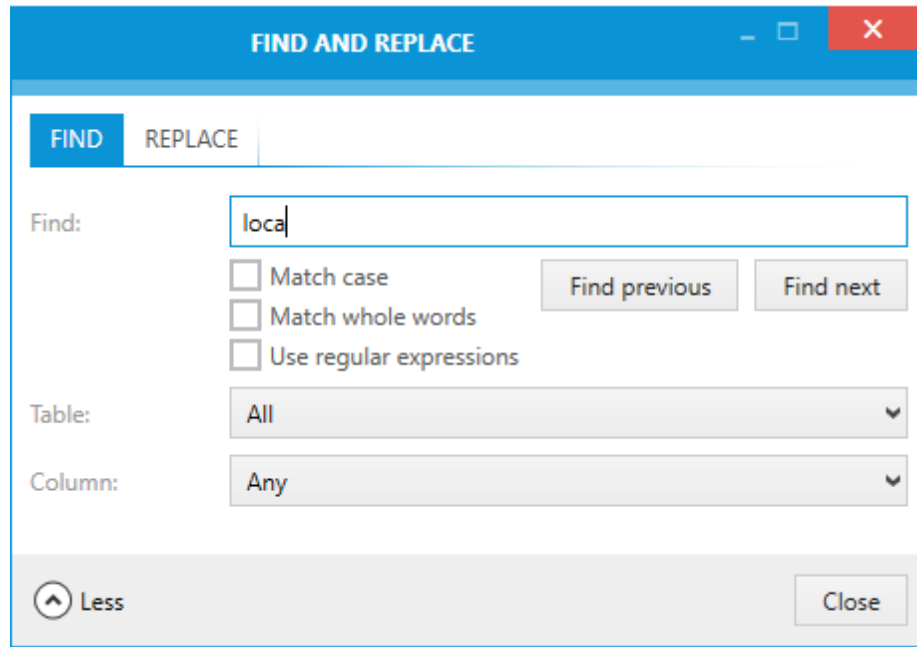 FIND AND REPLACE
FIND REPLACE
Find: loca
Match case Find previous Find next
Match whole words
Use regular expressions
Table: All
Column: Any
Less Close